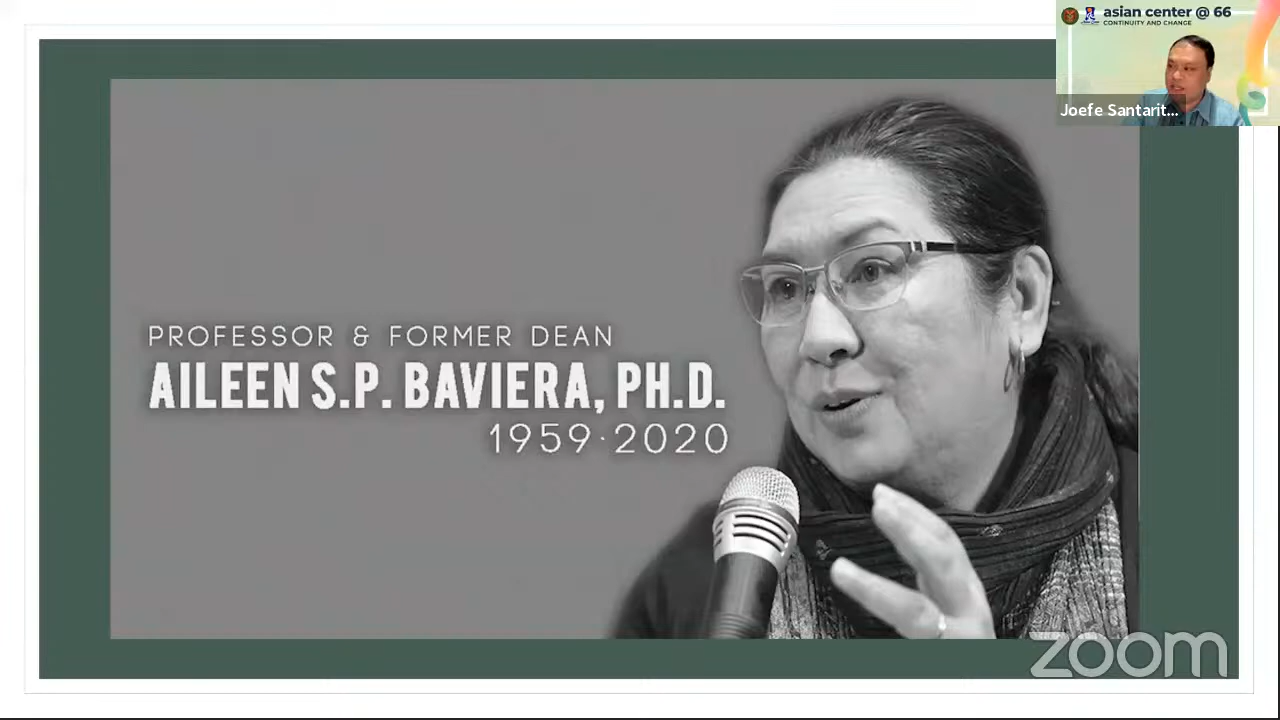 asian center @ 66
CONTINUITY AND CHANGE
Joefe Santarit...
PROFESSOR & FORMER DEAN
AILEEN S.P. BAVIERA, PH.D.
1959·2020
zoom